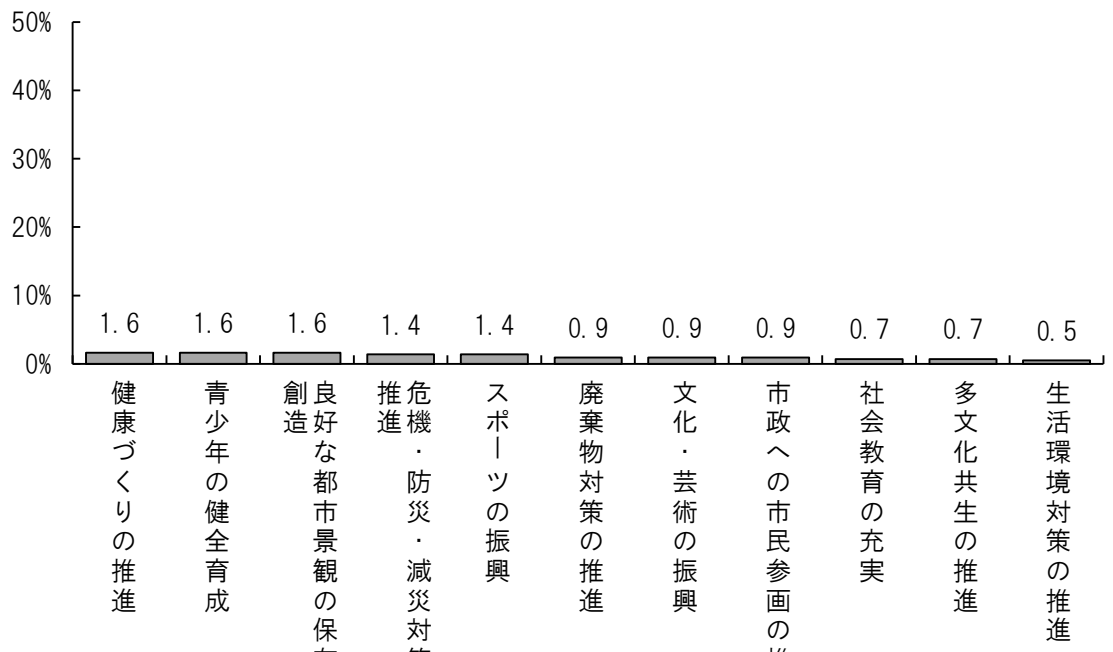 50%
40%
30%
20%
10%
0%
1.6
1.6
1.6
1.4
1.4
0.9
0.9
0.9
0.7
0.7
0.5
健康づくりの推進
青少年の健全育成
良好な都市景観の保
創造
危機・防災・減災対
推進
スポーツの振興
廃棄物対策の推進
文化・芸術の振興
市政への市民参画の
社会教育の充実
多文化共生の推進
生活環境対策の推進